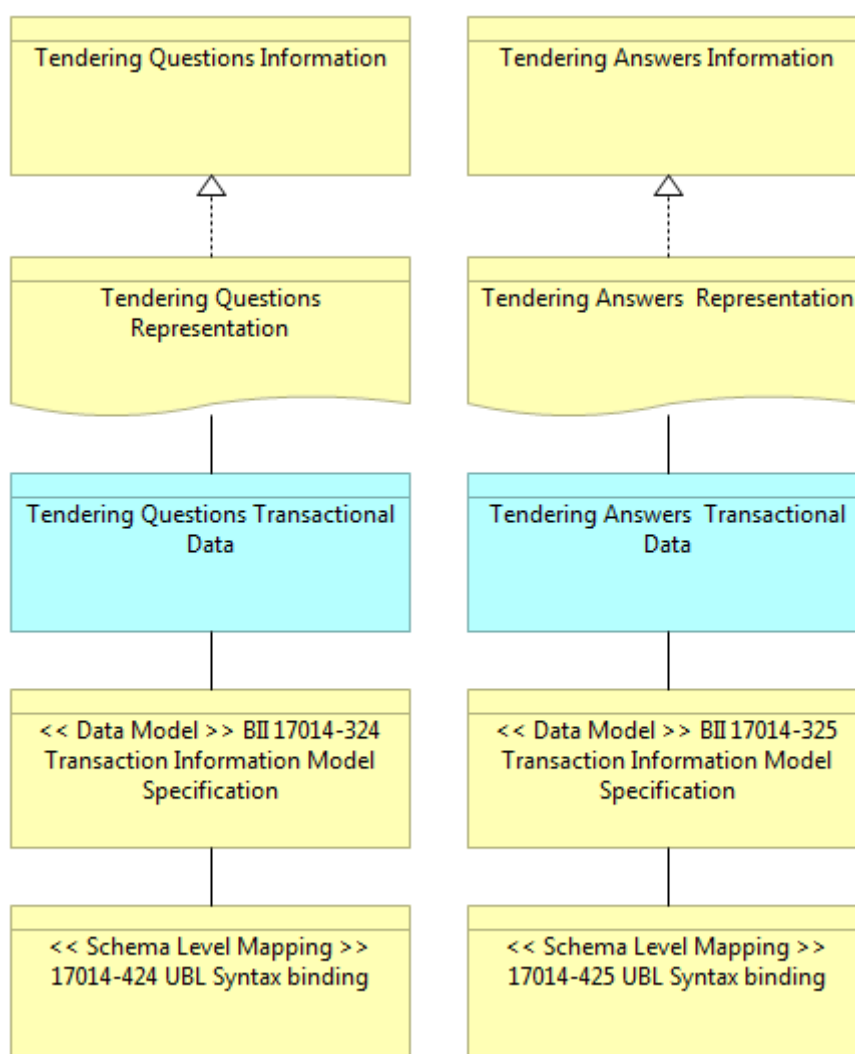 Tendering Questions Information
Tendering Answers Information
Tendering Questions
Representation
Tendering Answers  Representation
Tendering Questions Transactional
Data
Tendering Answers  Transactional
Data
<< Data Model >> BII 17014-324
Transaction Information Model
Specification
<< Data Model >> BII 17014-325
Transaction Information Model
Specification
<< Schema Level Mapping >>
17014-424 UBL Syntax binding
<< Schema Level Mapping >>
17014-425 UBL Syntax binding